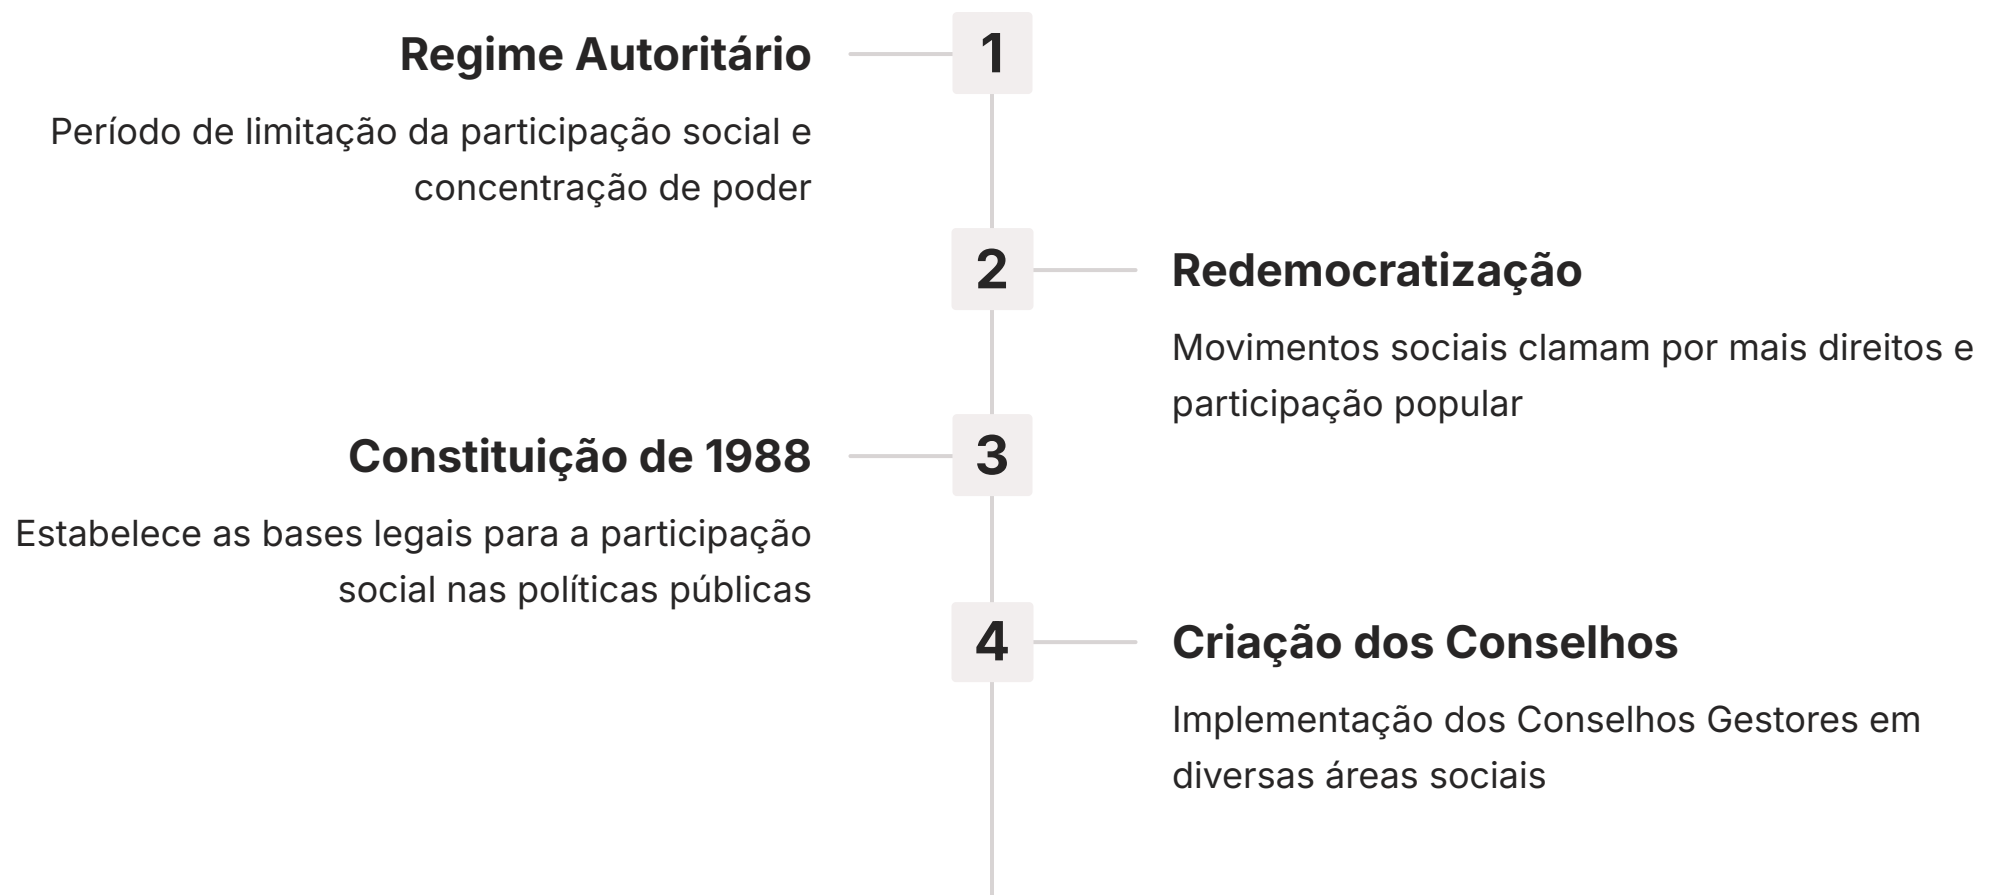 Regime Autoritário
1
Período de limitação da participação social e
concentração de poder
2
Redemocratização
Movimentos sociais clamam por mais direitos e
participação popular
Constituição de 1988
3
Estabelece as bases legais para a participação
social nas políticas públicas
4
Criação dos Conselhos
Implementação dos Conselhos Gestores em
diversas áreas sociais